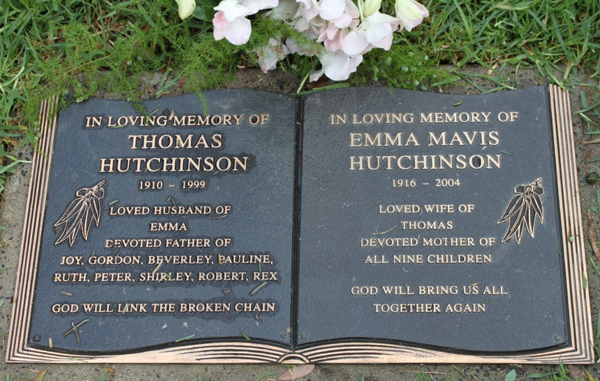 IN LOVING MEMORY OF
THOMAS
HUTCHINSON
1910 - 1999
LOVED HUSBAND OF
EMMA
DEVOTED FATHER OF
JOY, GORDON, BEVERLEY, PAULINE,
RUTH, PETER, SHIRLEY, ROBERT, REX
GOD WILL LINK THE BROKEN CHAIN
IN LOVING MEMORY OF
EMMA MAVIS
HUTCHINSON
1916 - 2004
LOVED WIFE OF
THOMAS
DEVOTED MOTHER OF
ALL NINE CHILDREN
GOD WILL BRING US ALL
TOGETHER AGAIN